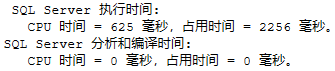 SQL Server 执行时间:
CPU 时间 = 625 毫秒，占用时间 = 2256 毫秒。
SQL Server 分析和编译时间:
CPU 时间 = 0 毫秒，占用时间 = 0 毫秒。